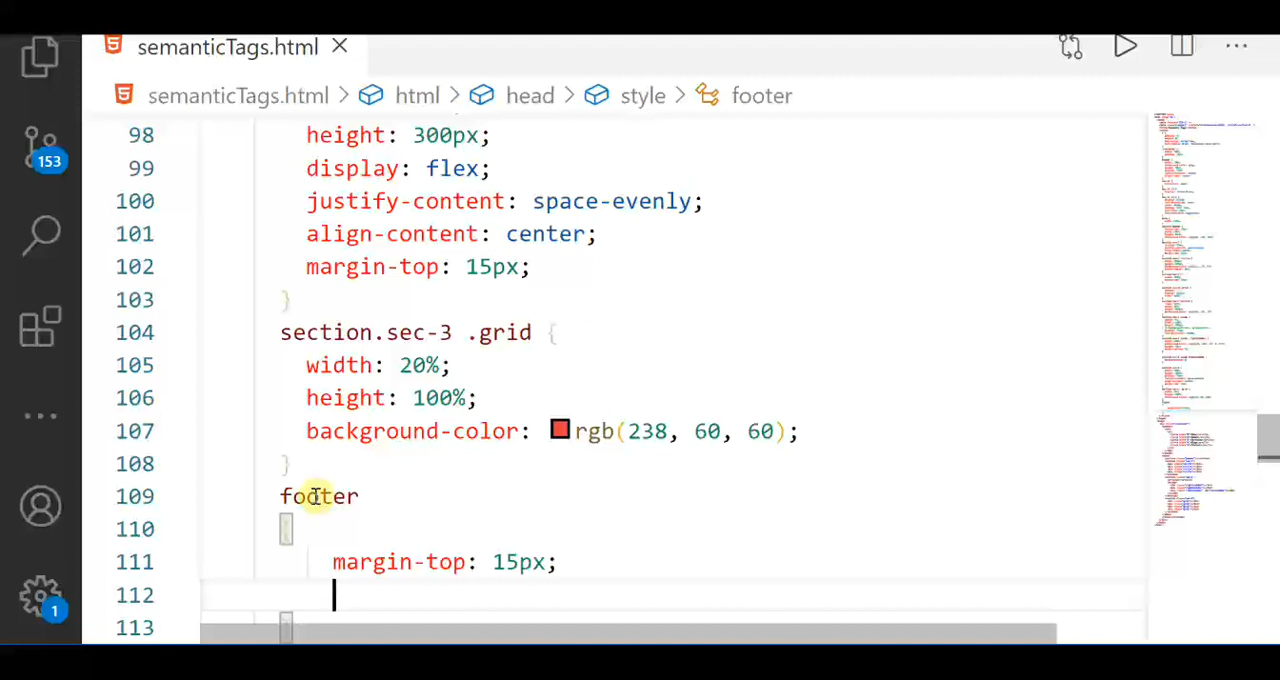 semanticTags.html
semanticTags.html > html > head > style > footer
98 height: 300px;
99 display: flex;
100 justify-content: space-evenly;
101 align-content: center;
102 margin-top: 15px;
103 }
104 section.sec-3 .grid {
105 width: 20%;
106 height: 100%;
107 background-color: rgb(238, 60, 60);
108 }
109 footer
110 {
111 margin-top: 15px;
112
113 }
153
1